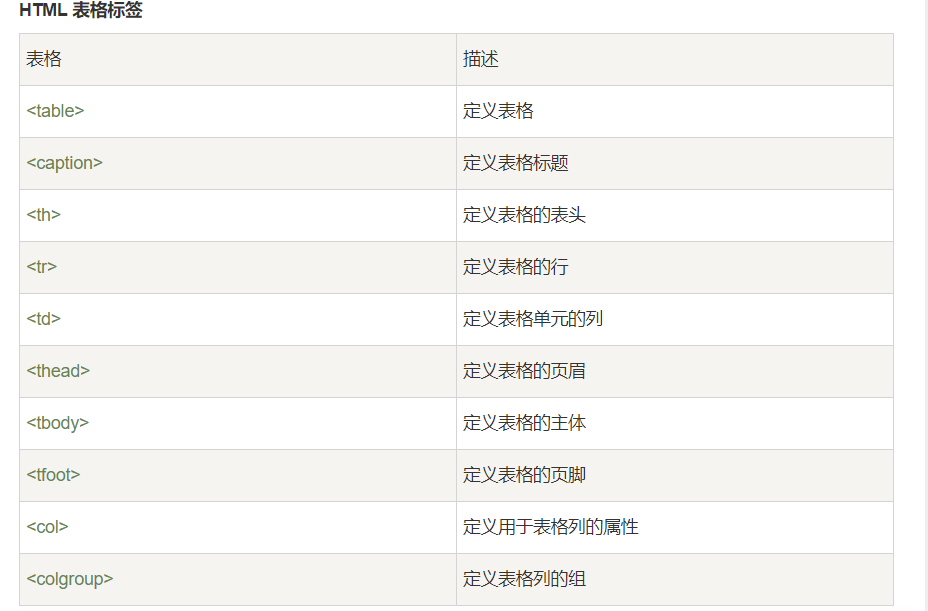 HTML 表格标签
表格 描述
<table> 定义表格
<caption> 定义表格标题
<th> 定义表格的表头
<tr> 定义表格的行
<td> 定义表格单元的列
<thead> 定义表格的页眉
<tbody> 定义表格的主体
<tfoot> 定义表格的页脚
<col> 定义用于表格列的属性
<colgroup> 定义表格列的组